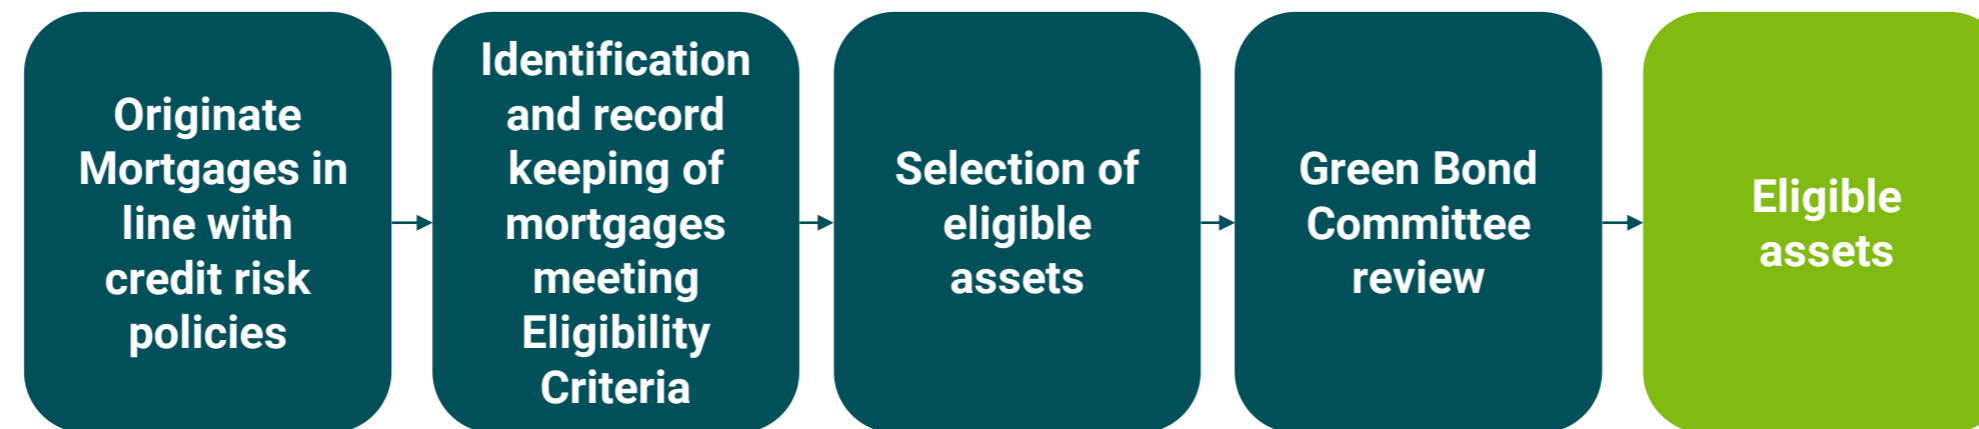 Originate
Mortgages in
line with
credit risk
policies
Identification
and record
keeping of
mortgages
meeting
Eligibility
Criteria
Selection of
eligible
assets
Green Bond
Committee
review
Eligible
assets